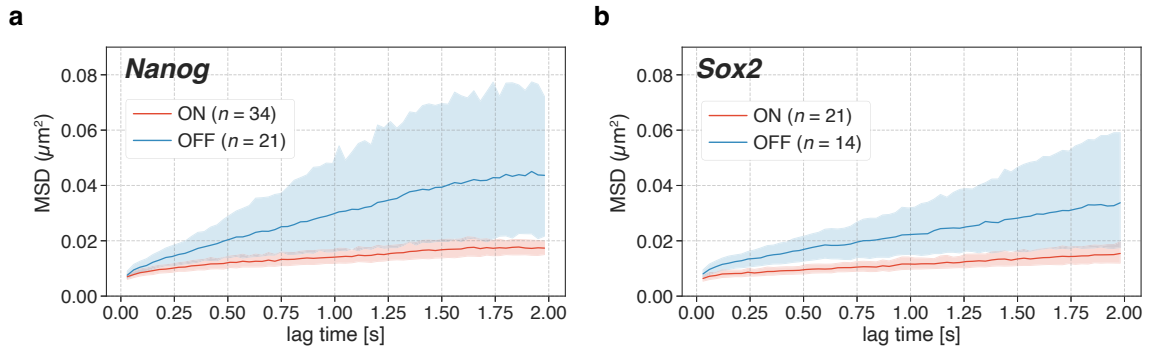 a
Nanog
ON (n = 34)
OFF (n = 21)
MSD (µm²)
0.08
0.06
0.04
0.02
0.00
0.00 0.25 0.50 0.75 1.00 1.25 1.50 1.75 2.00
lag time [s]
b
Sox2
ON (n = 21)
OFF (n = 14)
MSD (µm²)
0.08
0.06
0.04
0.02
0.00
0.00 0.25 0.50 0.75 1.00 1.25 1.50 1.75 2.00
lag time [s]